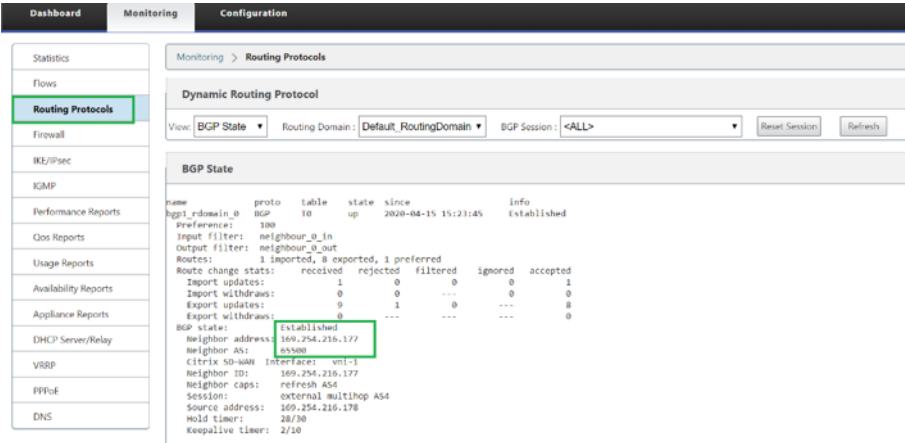 Dashboard Monitoring Configuration
Statistics
Flows
Routing Protocols
Firewall
IKE/IPsec
IGMP
Performance Reports
Qos Reports
Usage Reports
Availability Reports
Appliance Reports
DHCP Server/Relay
VRRP
PPPoE
DNS
Monitoring > Routing Protocols
Dynamic Routing Protocol
View: BGP State Routing Domain : Default_RoutingDomain BGP Session : <ALL> Reset Session Refresh
BGP State
name proto table state since info
bgp1_rdomain_0 BGP T0 up 2020-04-15 15:23:45 Established
Preference: 100
Input filter: neighbour_0_in
Output filter: neighbour_0_out
Routes: 1 imported, 8 exported, 1 preferred
Route change stats: received rejected filtered ignored accepted
Import updates: 1 0 0 0 1
Import withdraws: 0 0 --- 0 0
Export updates: 9 1 0 --- 8
Export withdraws: 0 --- --- --- 0
BGP state: Established
Neighbor address: 169.254.216.177
Neighbor AS: 65500
Citrix SD-WAN Interface: vni-1
Neighbor ID: 169.254.216.177
Neighbor caps: refresh AS4
Session: external multihop AS4
Source address: 169.254.216.178
Hold timer: 28/30
Keepalive timer: 2/10